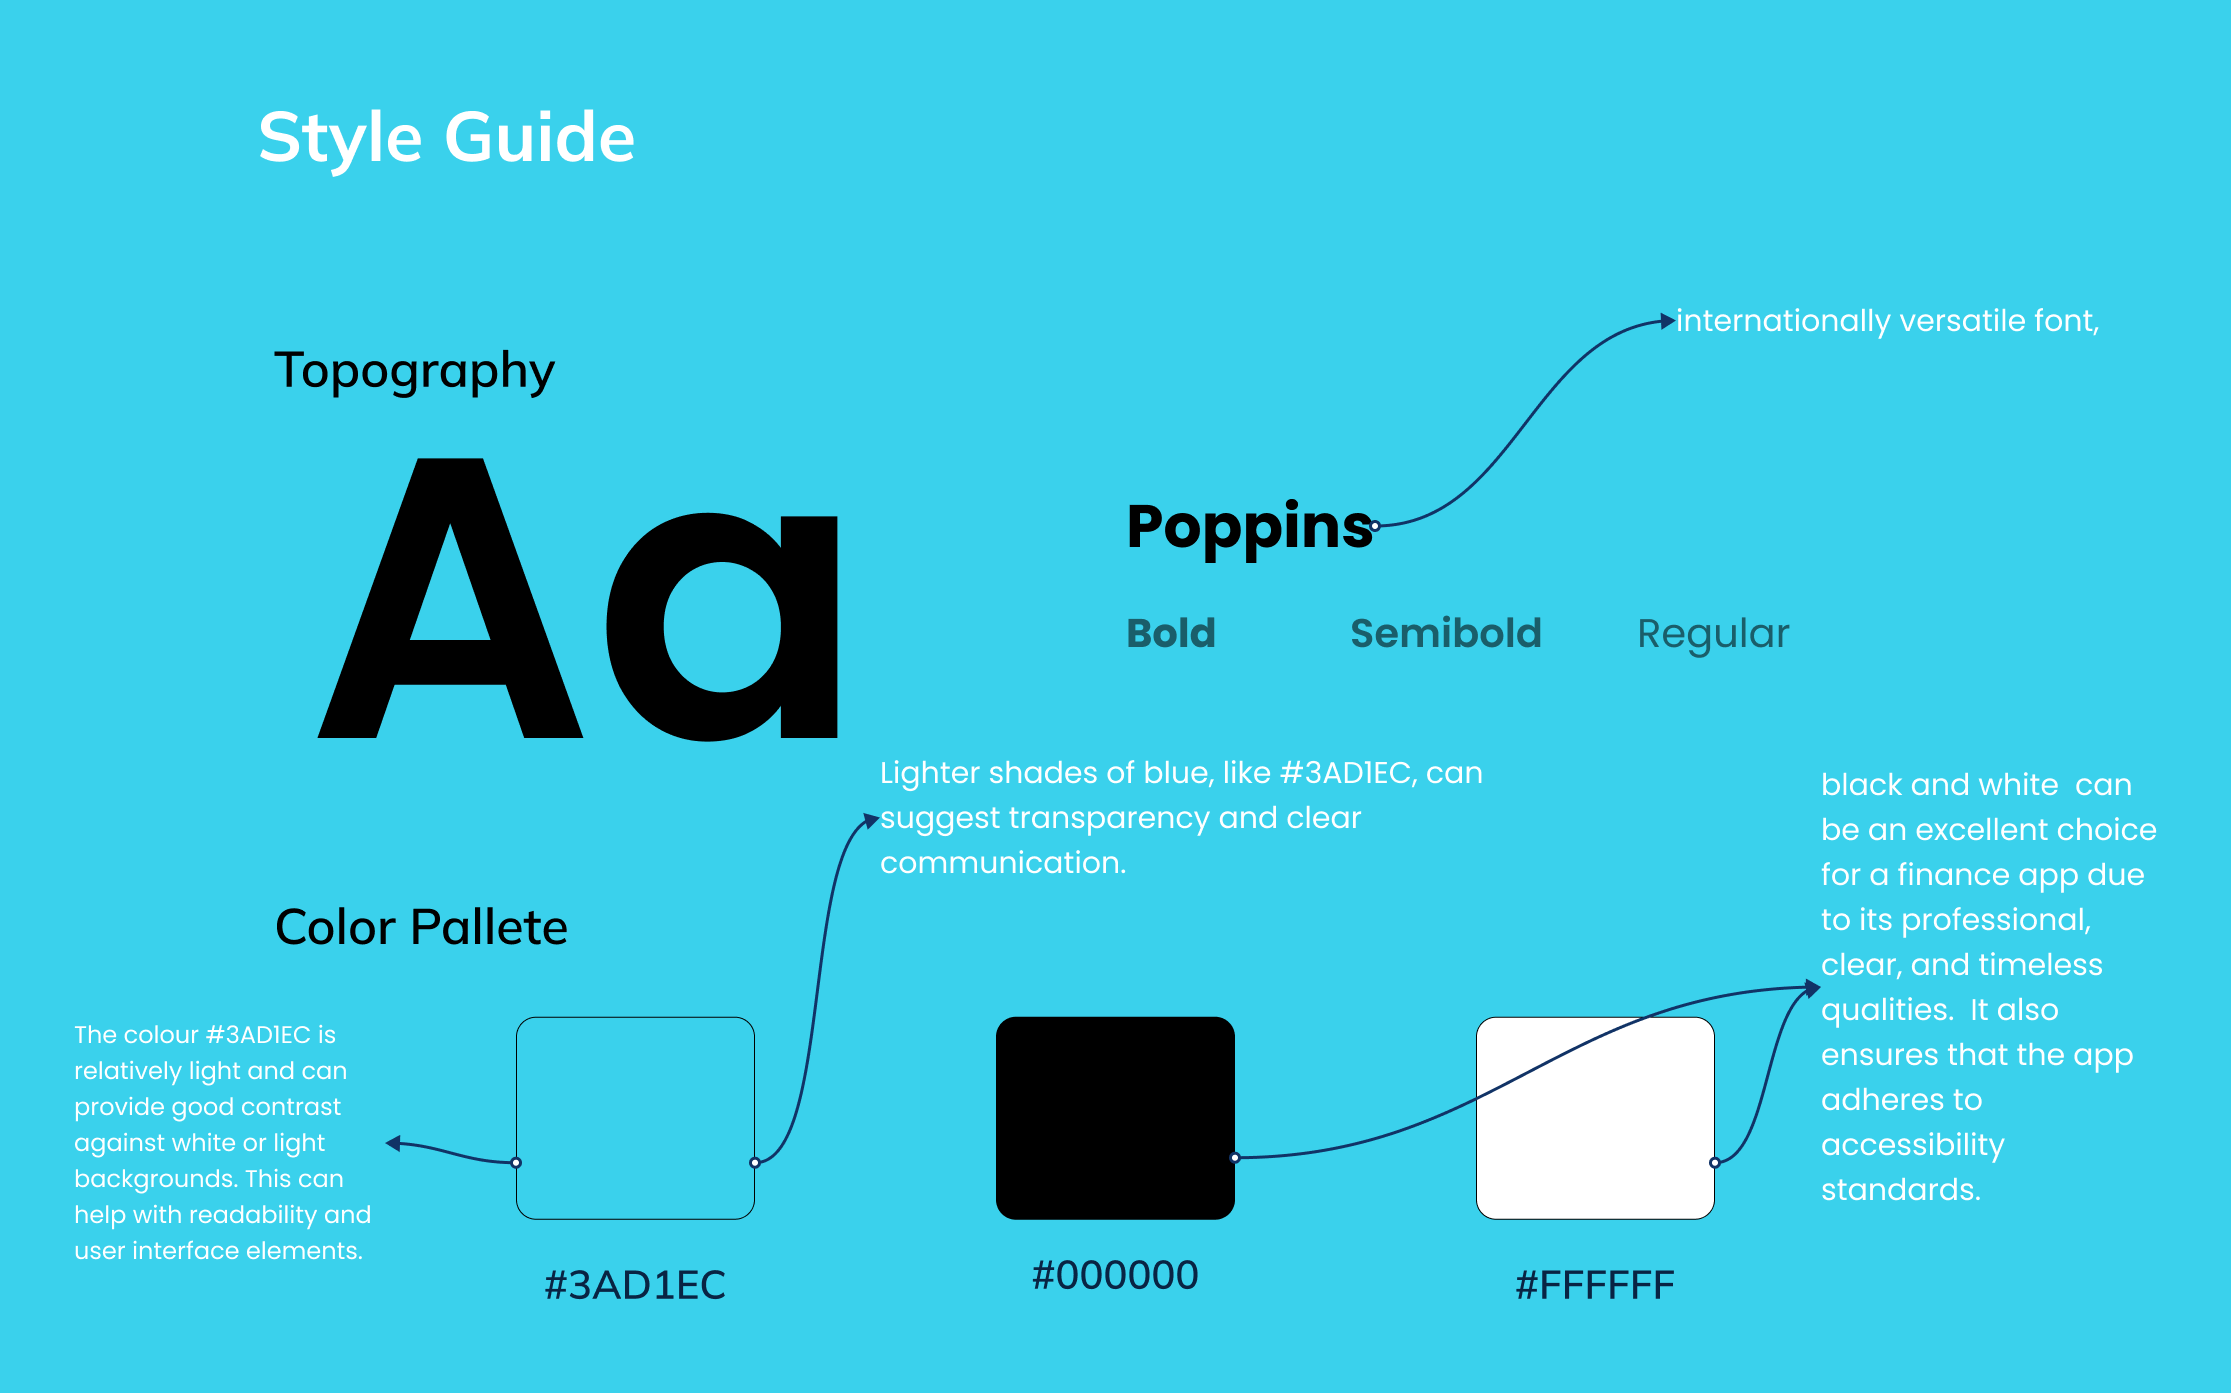 Style Guide
Topography
Aa
internationally versatile font,
Poppins
Bold Semibold Regular
Lighter shades of blue, like #3AD1EC, can
suggest transparency and clear
communication.
black and white  can
be an excellent choice
for a finance app due
to its professional,
clear, and timeless
qualities.  It also
ensures that the app
adheres to
accessibility
standards.
Color Pallete
The colour #3AD1EC is
relatively light and can
provide good contrast
against white or light
backgrounds. This can
help with readability and
user interface elements.
#3AD1EC
#000000
#FFFFFF